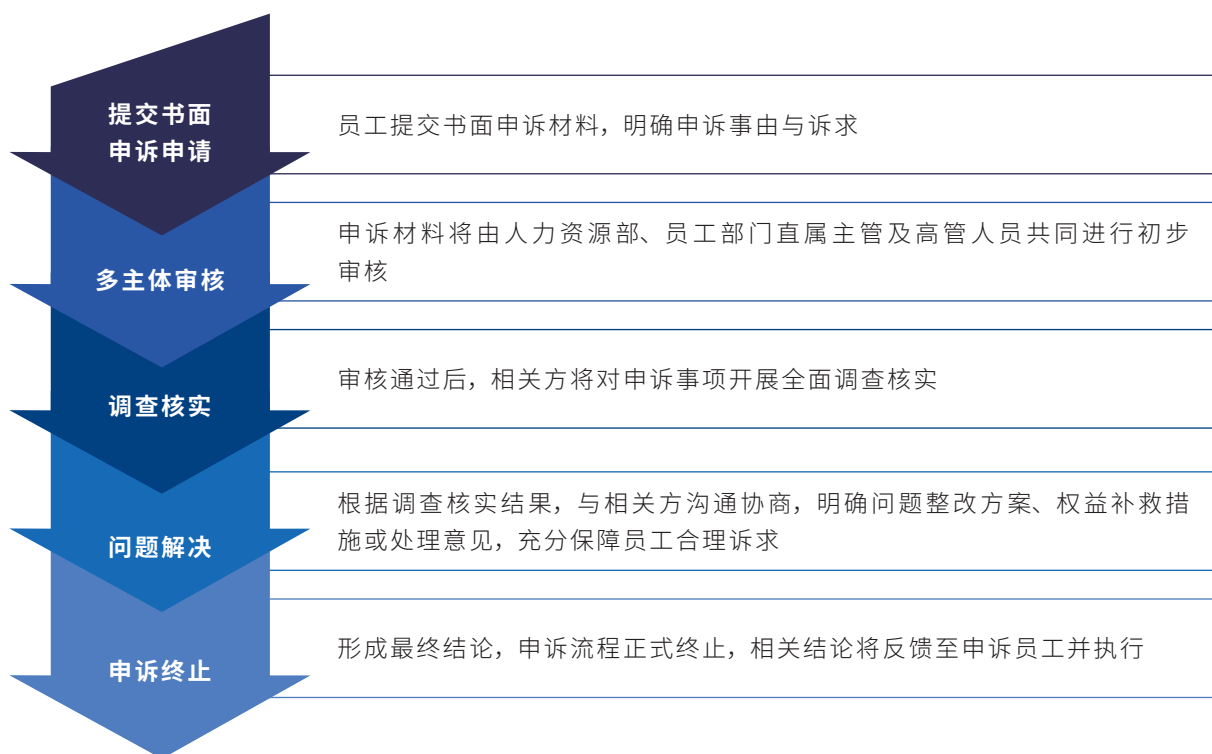 提交书面
申诉申请
员工提交书面申诉材料，明确申诉事由与诉求
多主体审核
申诉材料将由人力资源部、员工部门直属主管及高管人员共同进行初步
审核
调查核实
审核通过后，相关方将对申诉事项开展全面调查核实
问题解决
根据调查核实结果，与相关方沟通协商，明确问题整改方案、权益补救措
施或处理意见，充分保障员工合理诉求
申诉终止
形成最终结论，申诉流程正式终止，相关结论将反馈至申诉员工并执行